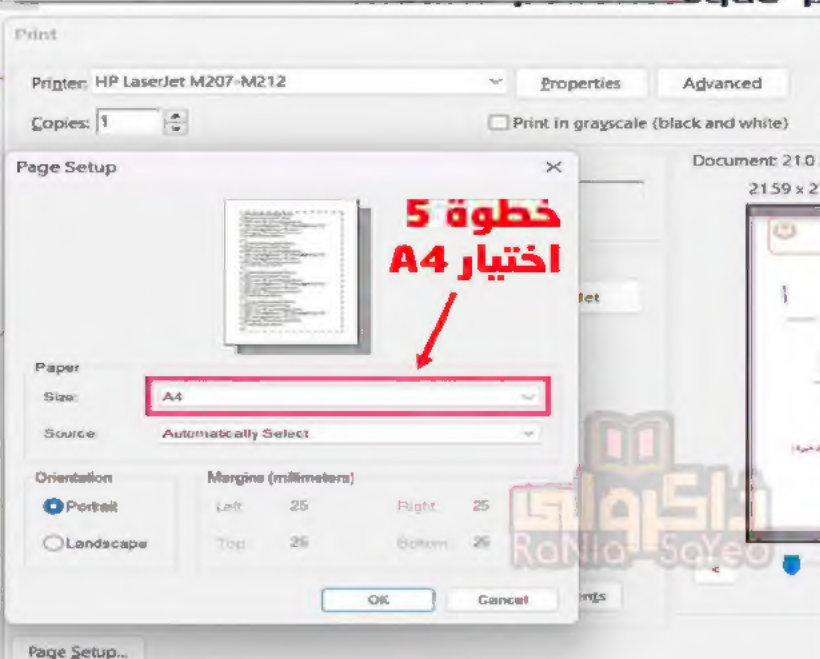 Print
Printer: HP LaserJet M207-M212
Properties
Advanced
Copies: 1
Print in grayscale (black and white)
Page Setup
Document: 21.0
21.59 x 2
خطوة 5
اختيار A4
Paper
Size: A4
Source: Automatically Select
Orientation
Portrait
Landscape
Margins (millimeters)
Left: 25 Right: 25
Top: 25 Bottom: 25
OK
Cancel
ذاكرولي
RaNia SaYed
Page Setup...